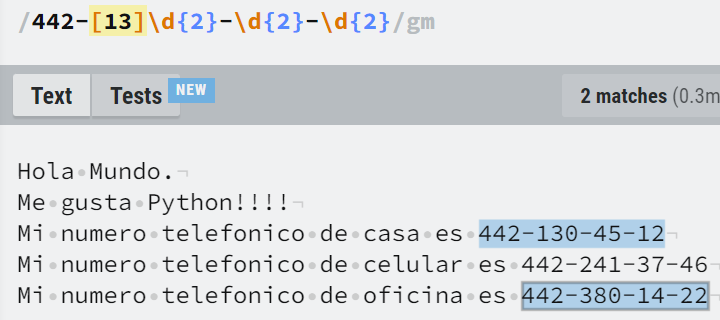 /442-[13]\d{2}-\d{2}-\d{2}/gm
Text Tests NEW 2 matches (0.3m
Hola Mundo.
Me gusta Python!!!!
Mi numero telefonico de casa es 442-130-45-12
Mi numero telefonico de celular es 442-241-37-46
Mi numero telefonico de oficina es 442-380-14-22